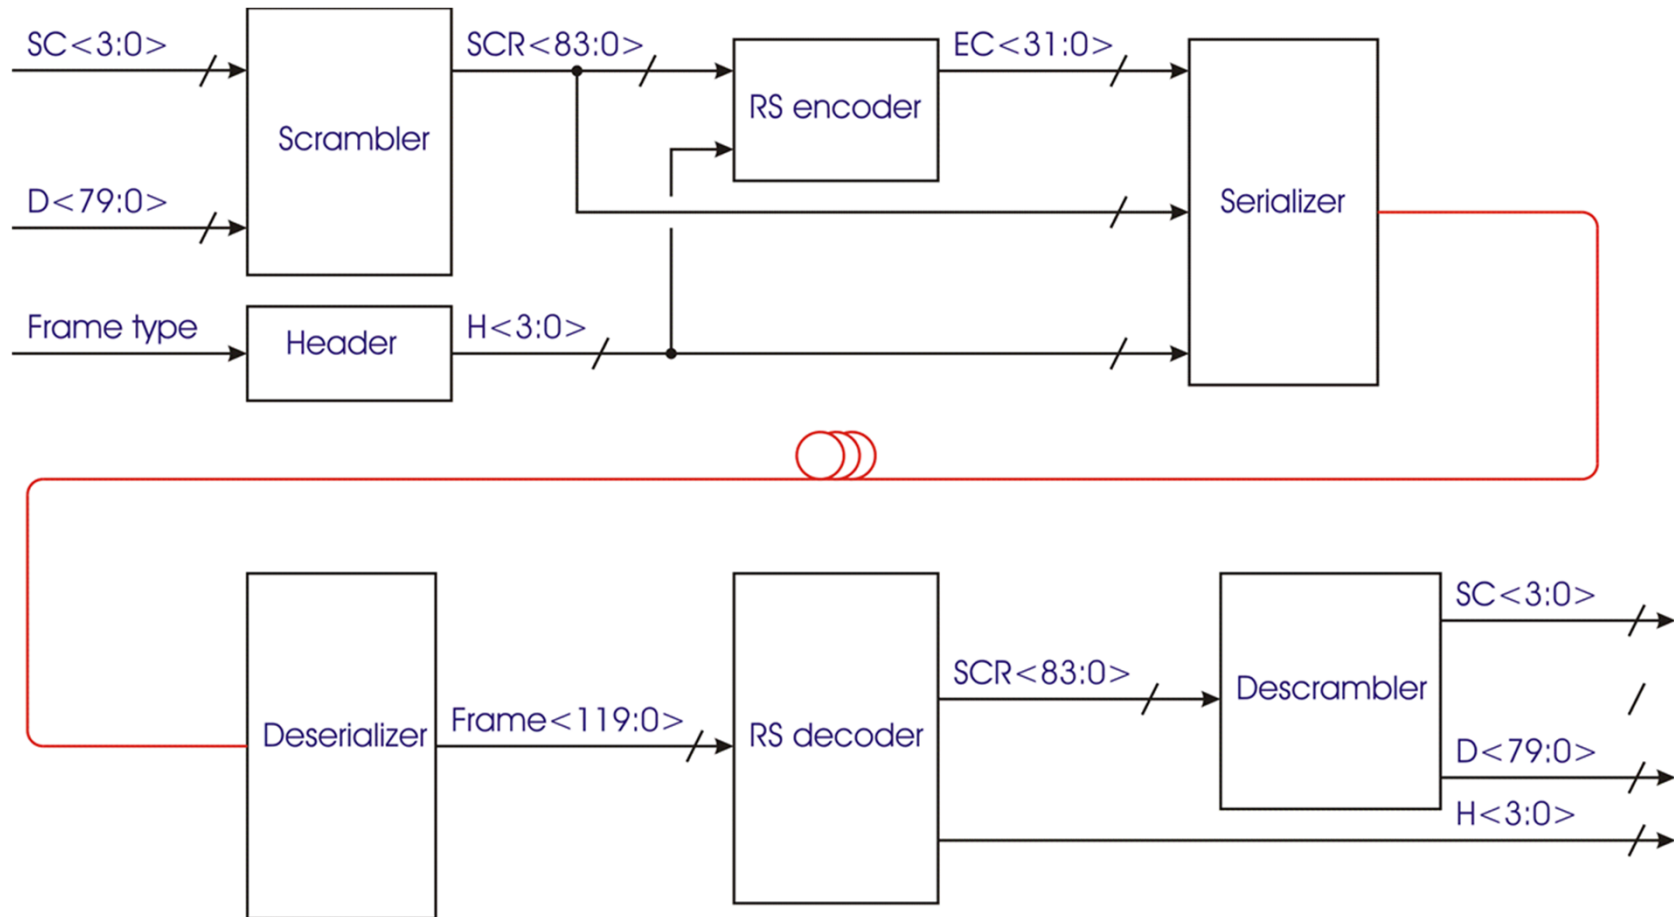 SC<3:0>
SCR<83:0>
EC<31:0>
RS encoder
Scrambler
D<79:0>
Serializer
Frame type
Header
H<3:0>
SC<3:0>
SCR<83:0>
Descrambler
Frame<119:0>
Deserializer
RS decoder
D<79:0>
H<3:0>